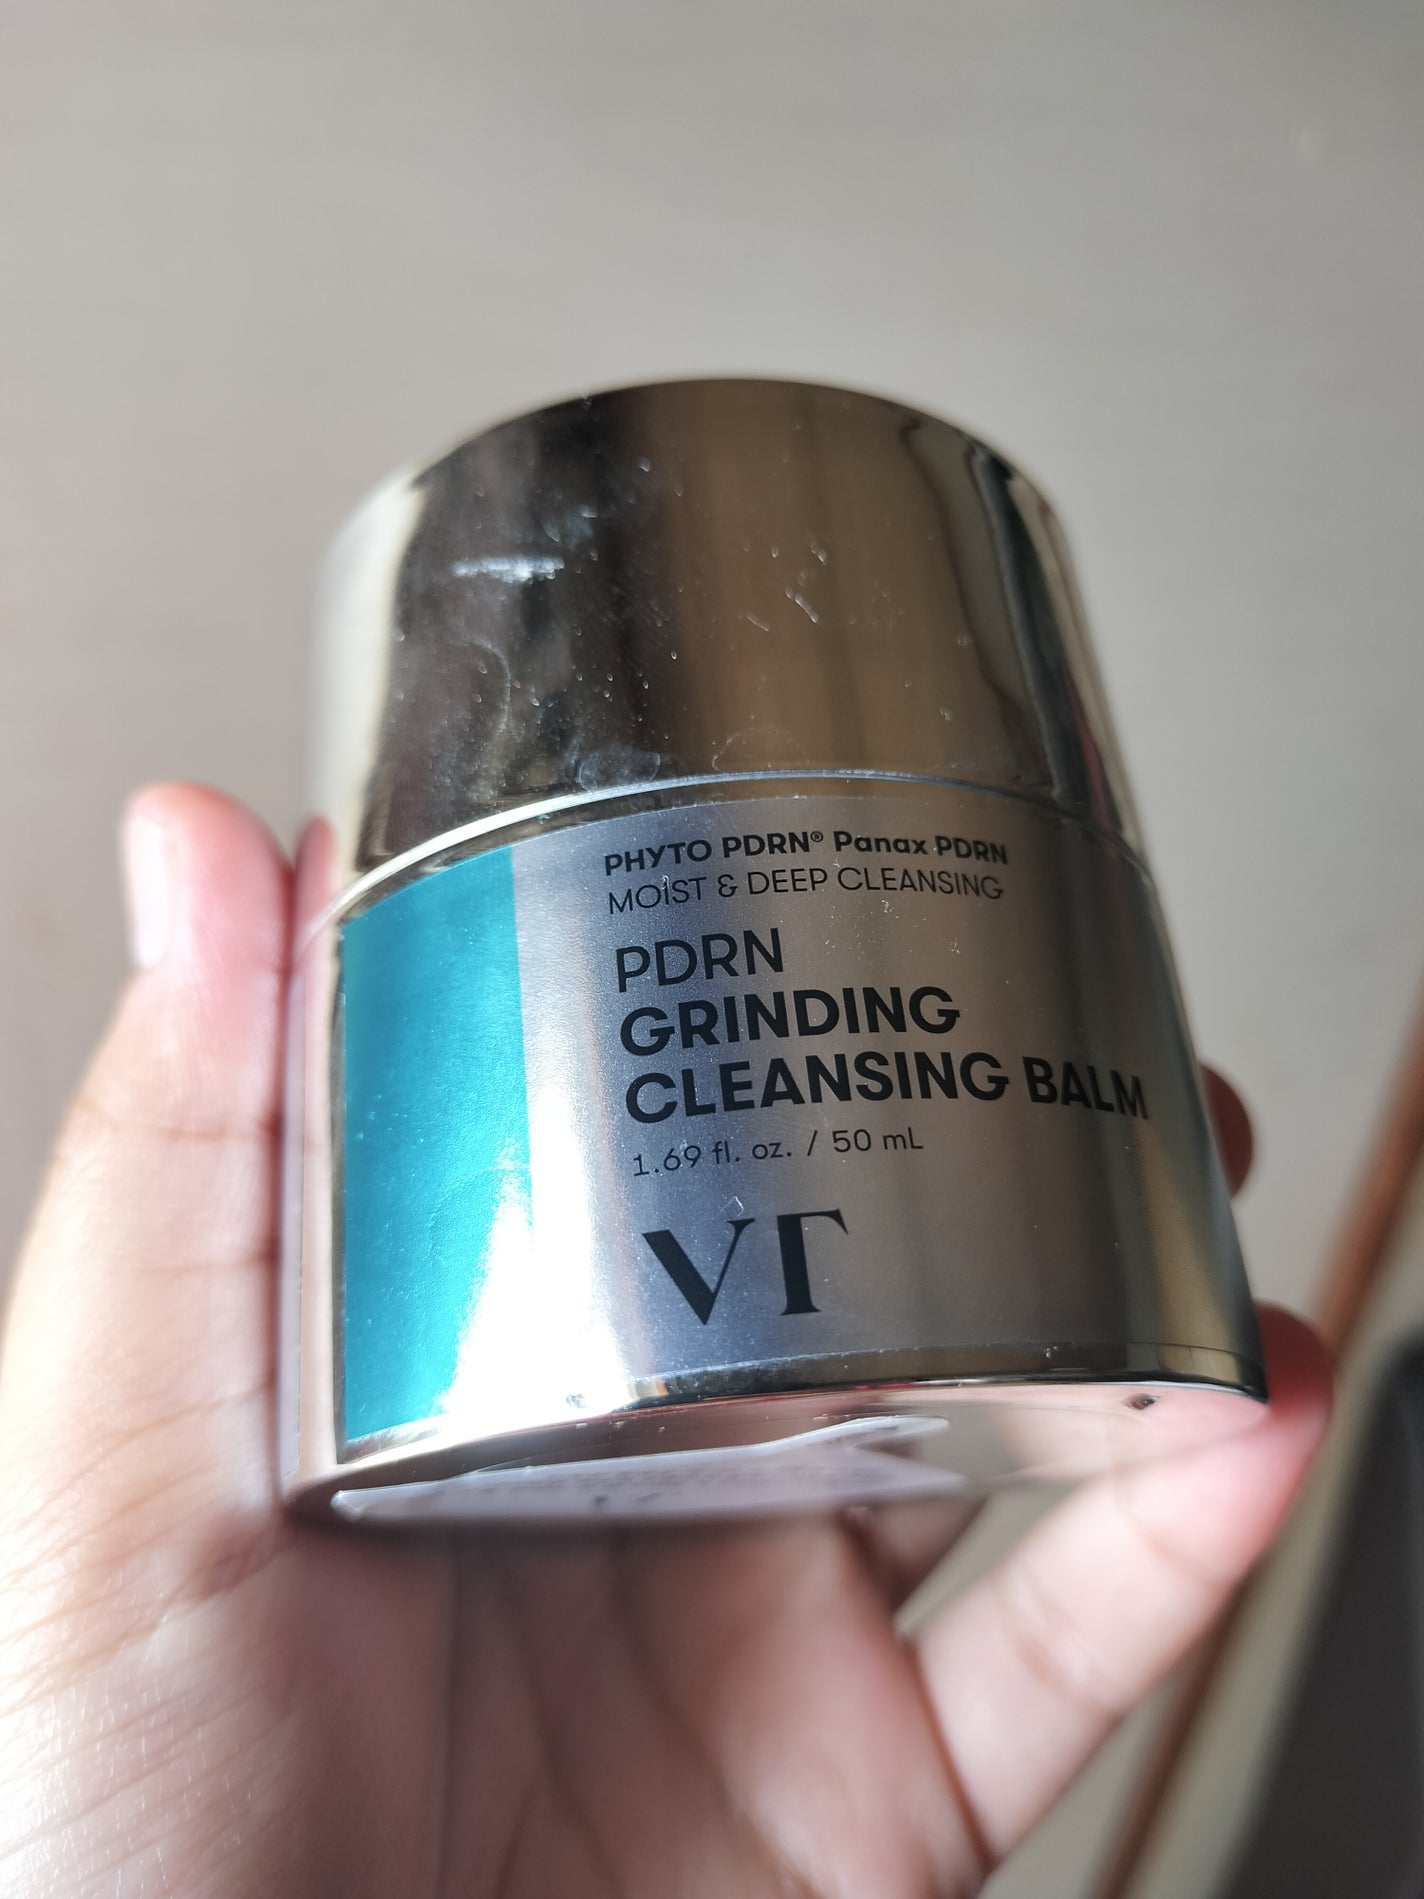 PHYTO PDRN® Panax PDRN
MOIST & DEEP CLEANSING
PDRN
GRINDING
CLEANSING BALM
1.69 fl. oz. / 50 mL
VT